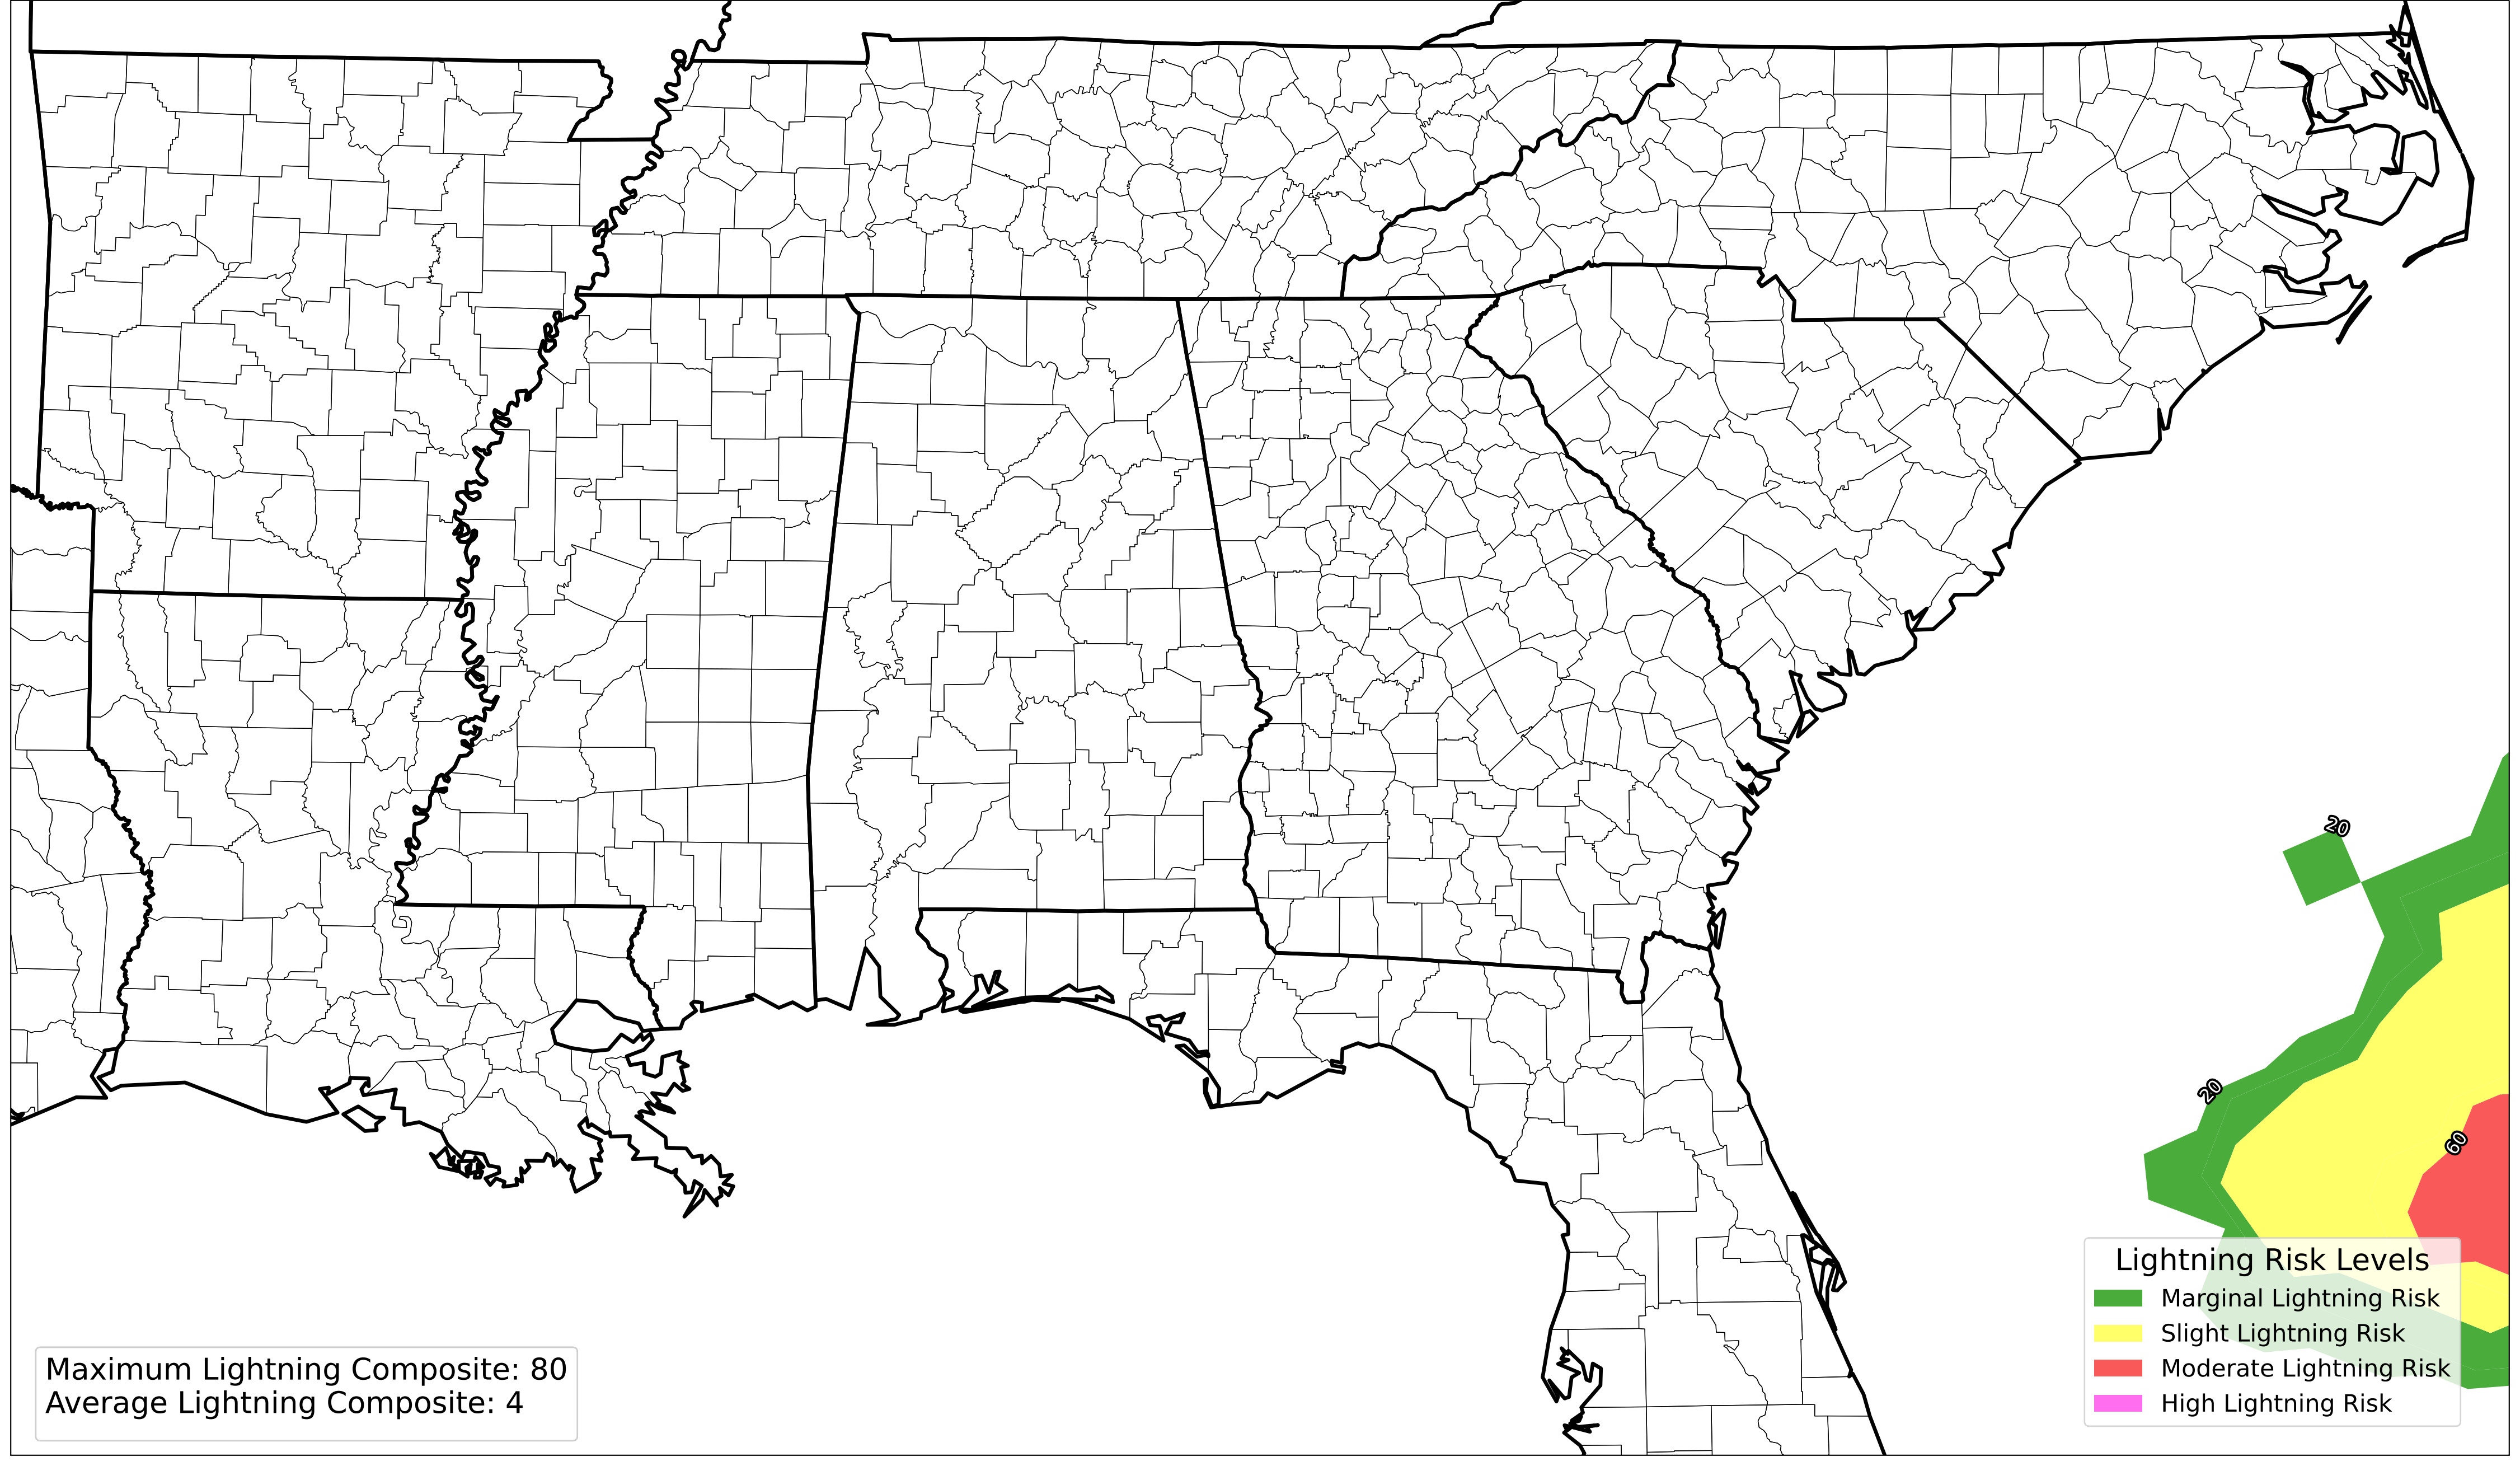 20
20
60
Lightning Risk Levels
Marginal Lightning Risk
Slight Lightning Risk
Moderate Lightning Risk
High Lightning Risk
Maximum Lightning Composite: 80
Average Lightning Composite: 4